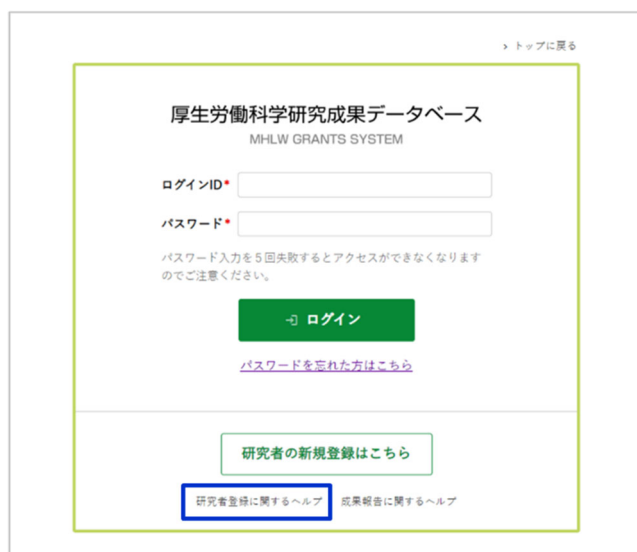 › トップに戻る
厚生労働科学研究成果データベース
MHLW GRANTS SYSTEM
ログインID*
パスワード*
パスワード入力を5回失敗するとアクセスができなくなります
のでご注意ください。
ログイン
パスワードを忘れた方はこちら
研究者の新規登録はこちら
研究者登録に関するヘルプ 成果報告に関するヘルプ